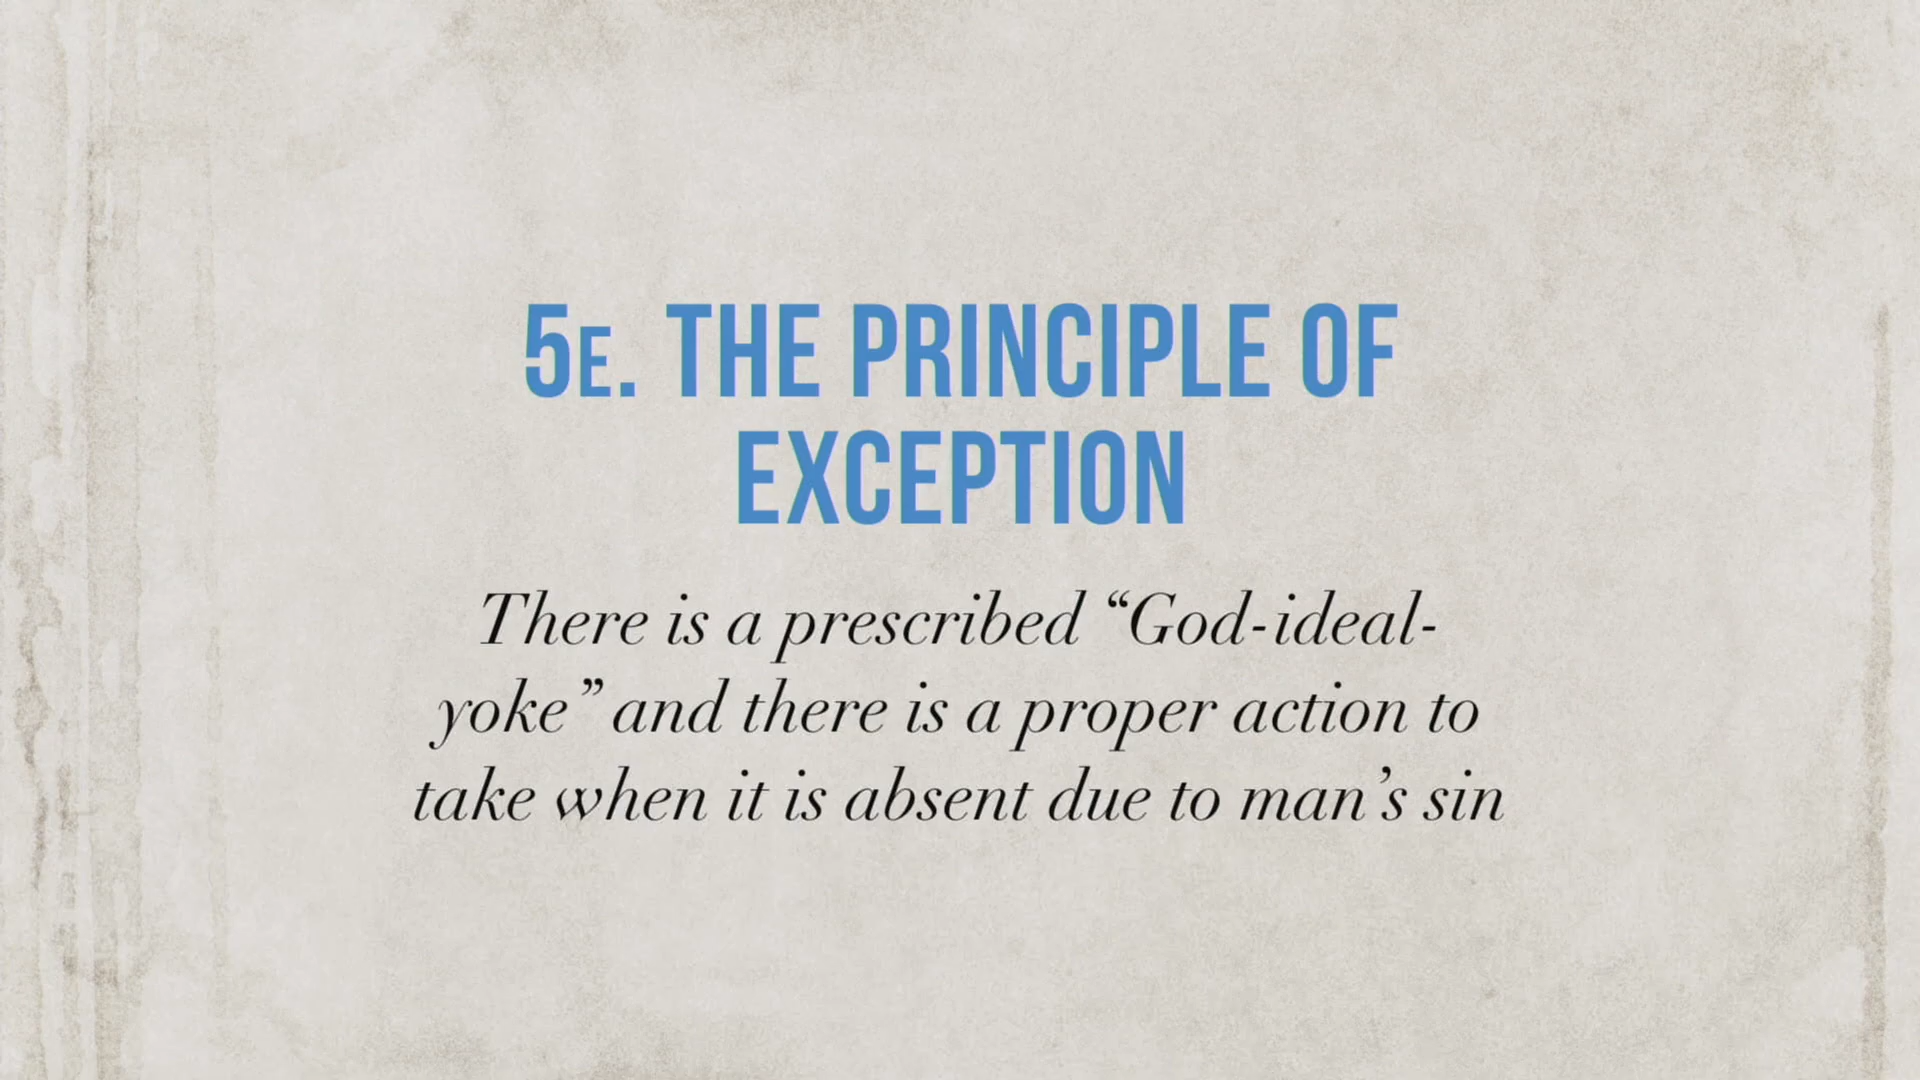 5E. THE PRINCIPLE OF
EXCEPTION
There is a prescribed “God-ideal-
yoke” and there is a proper action to
take when it is absent due to man’s sin